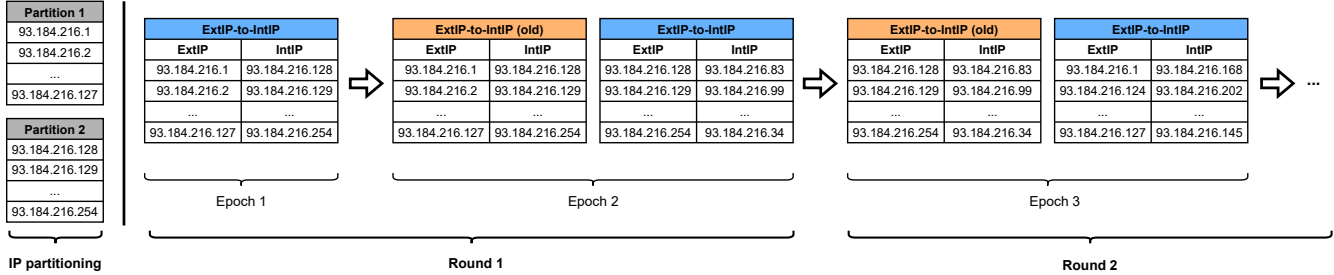 Partition 1
93.184.216.1
93.184.216.2
...
93.184.216.127
Partition 2
93.184.216.128
93.184.216.129
...
93.184.216.254
IP partitioning
ExtIP-to-IntIP
ExtIP IntIP
93.184.216.1 93.184.216.128
93.184.216.2 93.184.216.129
... ...
93.184.216.127 93.184.216.254
Epoch 1
ExtIP-to-IntIP (old)
ExtIP IntIP
93.184.216.1 93.184.216.128
93.184.216.2 93.184.216.129
... ...
93.184.216.127 93.184.216.254
ExtIP-to-IntIP
ExtIP IntIP
93.184.216.128 93.184.216.83
93.184.216.129 93.184.216.99
... ...
93.184.216.254 93.184.216.34
Epoch 2
Round 1
ExtIP-to-IntIP (old)
ExtIP IntIP
93.184.216.128 93.184.216.83
93.184.216.129 93.184.216.99
... ...
93.184.216.254 93.184.216.34
ExtIP-to-IntIP
ExtIP IntIP
93.184.216.1 93.184.216.168
93.184.216.124 93.184.216.202
... ...
93.184.216.127 93.184.216.145
Epoch 3
...
Round 2